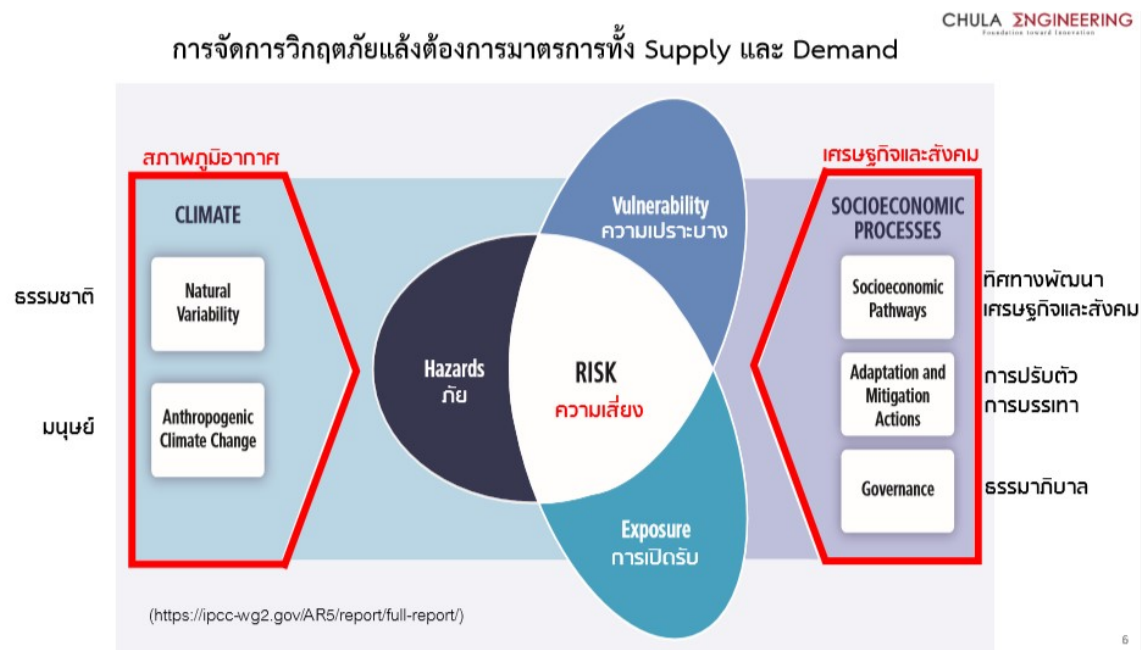 CHULA ΣNGINEERING
Foundation toward Innovation
การจัดการวิกฤตภัยแล้งต้องการมาตรการทั้ง Supply และ Demand
สภาพภูมิอากาศ
CLIMATE
ธรรมชาติ
Natural
Variability
มนุษย์
Anthropogenic
Climate Change
Vulnerability
ความเปราะบาง
Hazards
ภัย
RISK
ความเสี่ยง
Exposure
การเปิดรับ
เศรษฐกิจและสังคม
SOCIOECONOMIC
PROCESSES
Socioeconomic
Pathways
ทิศทางพัฒนา
เศรษฐกิจและสังคม
Adaptation and
Mitigation
Actions
การปรับตัว
การบรรเทา
Governance
ธรรมาภิบาล
(https://ipcc-wg2.gov/AR5/report/full-report/)
6